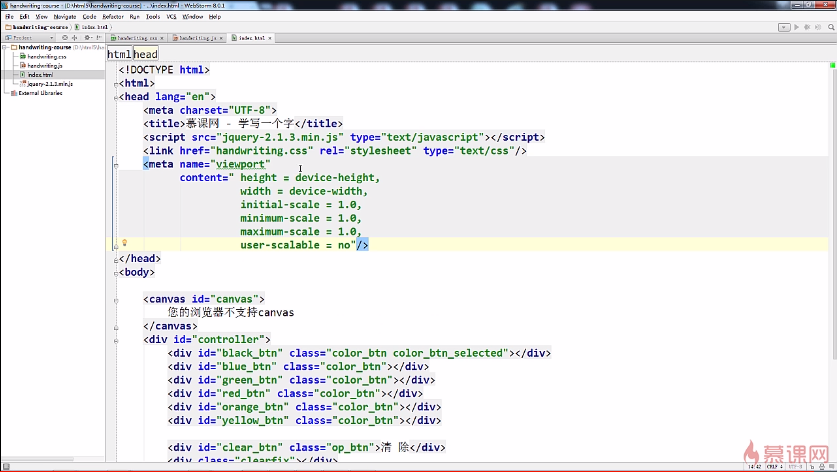 handwriting-course - [D:\html5\handwriting-course] - ...\index.html - WebStorm 8.0.1
File Edit View Navigate Code Refactor Run Tools VCS Window Help
handwriting-course index.html
Project
handwriting.css handwriting.js index.html
handwriting-course (D:\html5\h
handwriting.css
handwriting.js
index.html
jquery-2.1.3.min.js
External Libraries
html head
<!DOCTYPE html>
<html>
<head lang="en">
<meta charset="UTF-8">
<title>慕课网 - 学写一个字</title>
<script src="jquery-2.1.3.min.js" type="text/javascript"></script>
<link href="handwriting.css" rel="stylesheet" type="text/css"/>
<meta name="viewport"
content=" height = device-height,
width = device-width,
initial-scale = 1.0,
minimum-scale = 1.0,
maximum-scale = 1.0,
user-scalable = no"/>
</head>
<body>
<canvas id="canvas">
您的浏览器不支持canvas
</canvas>
<div id="controller">
<div id="black_btn" class="color_btn color_btn_selected"></div>
<div id="blue_btn" class="color_btn"></div>
<div id="green_btn" class="color_btn"></div>
<div id="red_btn" class="color_btn"></div>
<div id="orange_btn" class="color_btn"></div>
<div id="yellow_btn" class="color_btn"></div>
<div id="clear_btn" class="op_btn">清 除</div>
<div class="clearfix"></div>
慕课网
14:42 CRLF UTF-8